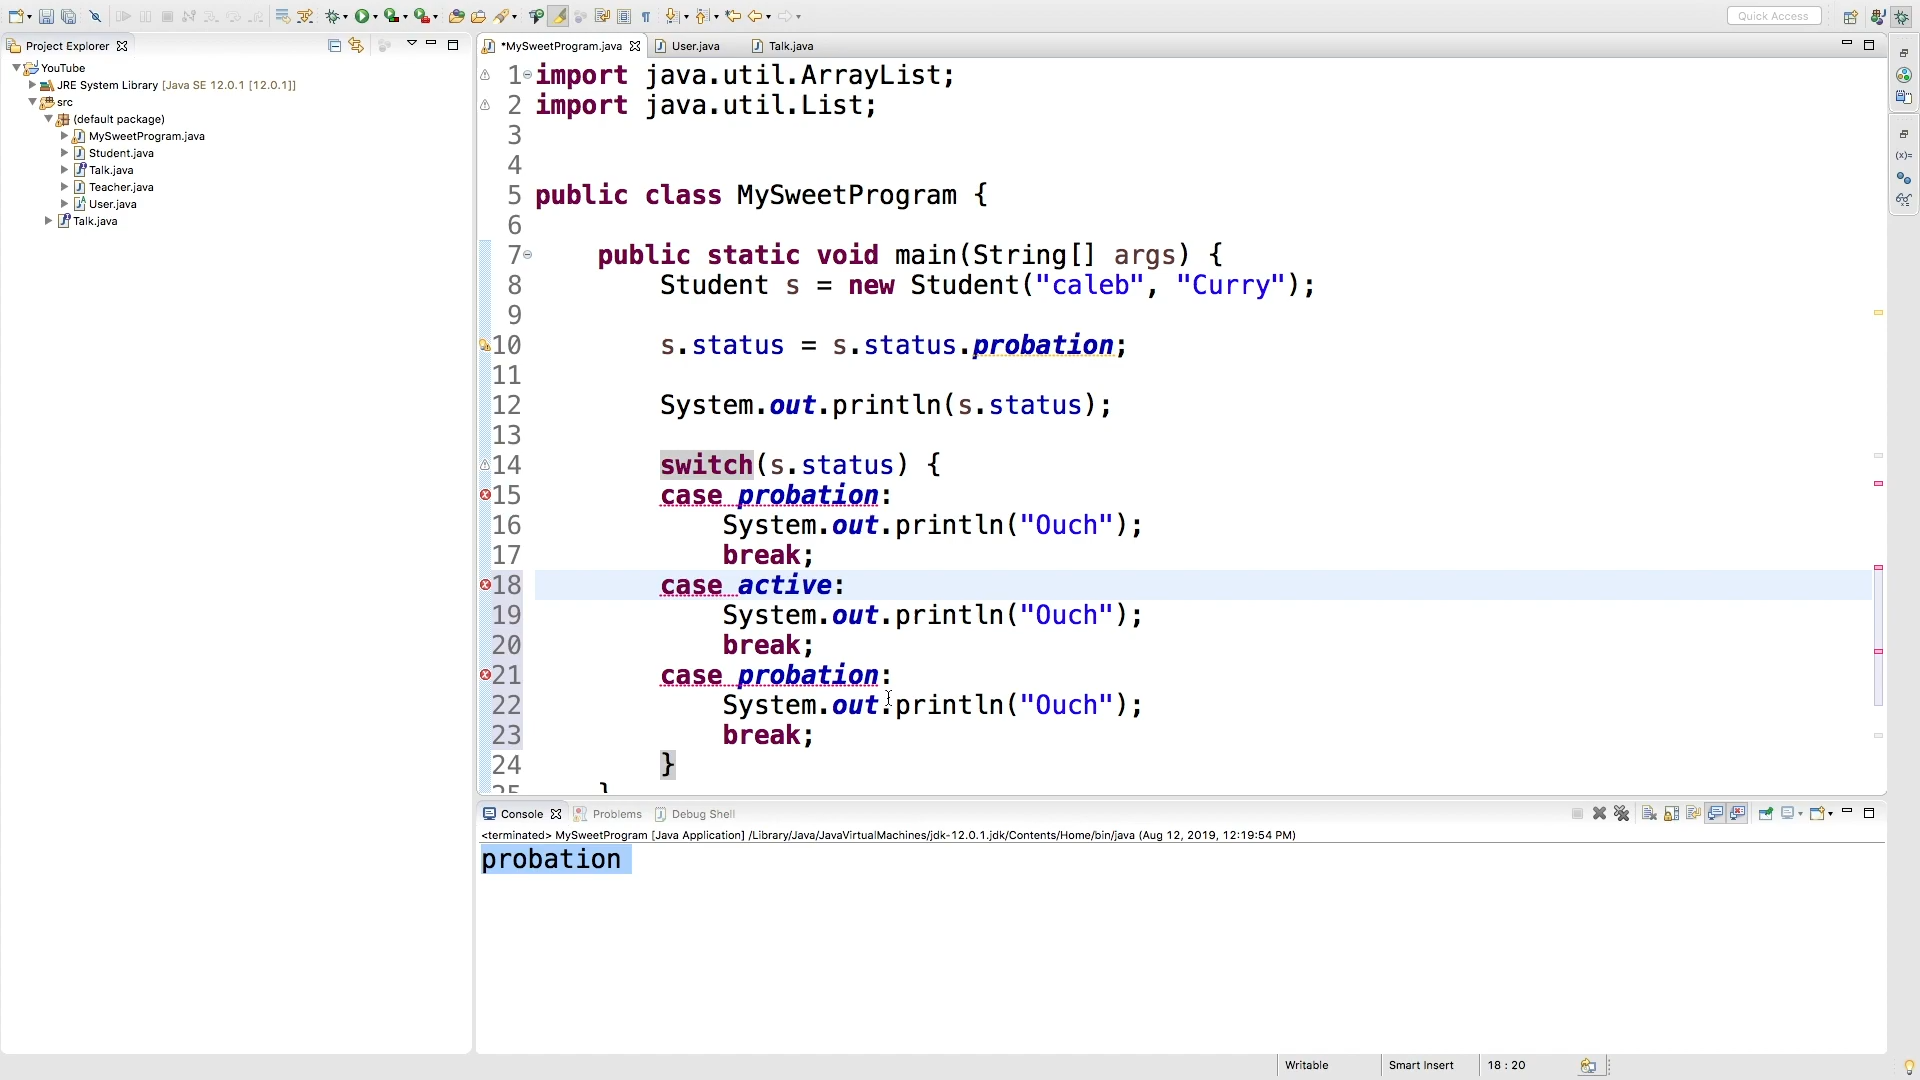 Quick Access
Project Explorer
YouTube
JRE System Library [Java SE 12.0.1 [12.0.1]]
src
(default package)
MySweetProgram.java
Student.java
Talk.java
Teacher.java
User.java
Talk.java
*MySweetProgram.java
User.java
Talk.java
1 import java.util.ArrayList;
2 import java.util.List;
3
4
5 public class MySweetProgram {
6
7 public static void main(String[] args) {
8 Student s = new Student("caleb", "Curry");
9
10 s.status = s.status.probation;
11
12 System.out.println(s.status);
13
14 switch(s.status) {
15 case probation:
16 System.out.println("Ouch");
17 break;
18 case active:
19 System.out.println("Ouch");
20 break;
21 case probation:
22 System.out.println("Ouch");
23 break;
24 }
25 }
Console
Problems
Debug Shell
<terminated> MySweetProgram [Java Application] /Library/Java/JavaVirtualMachines/jdk-12.0.1.jdk/Contents/Home/bin/java (Aug 12, 2019, 12:19:54 PM)
probation
Writable
Smart Insert
18 : 20